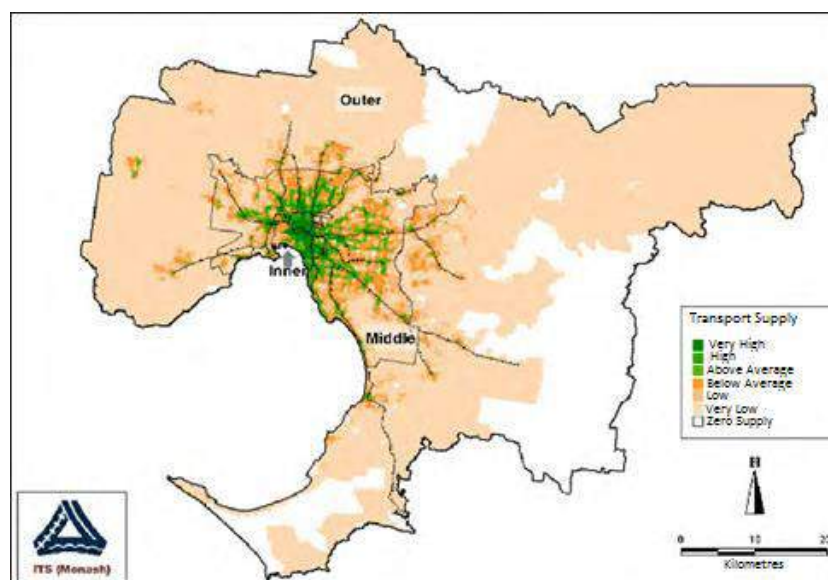 Outer
Inner
Middle
Transport Supply
Very High
High
Above Average
Below Average
Low
Very Low
Zero Supply
N
0 10 20
Kilometres
ITS (Monash)